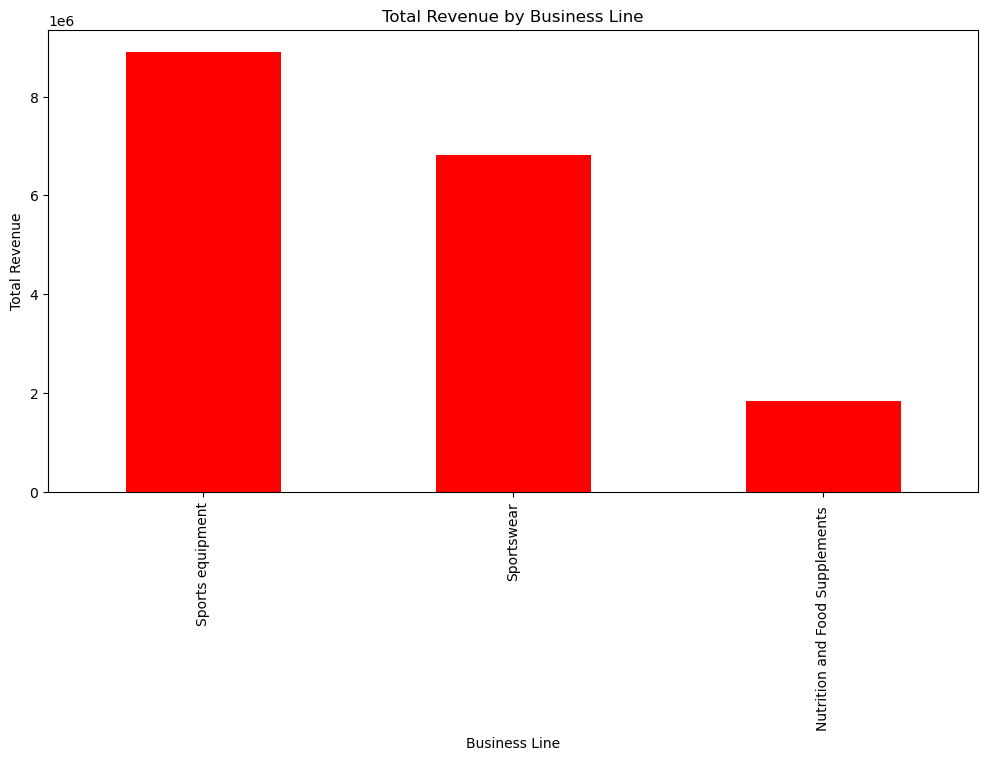 Total Revenue by Business Line
1e6
8
6
4
2
0
Total Revenue
Sports equipment
Sportswear
Nutrition and Food Supplements
Business Line